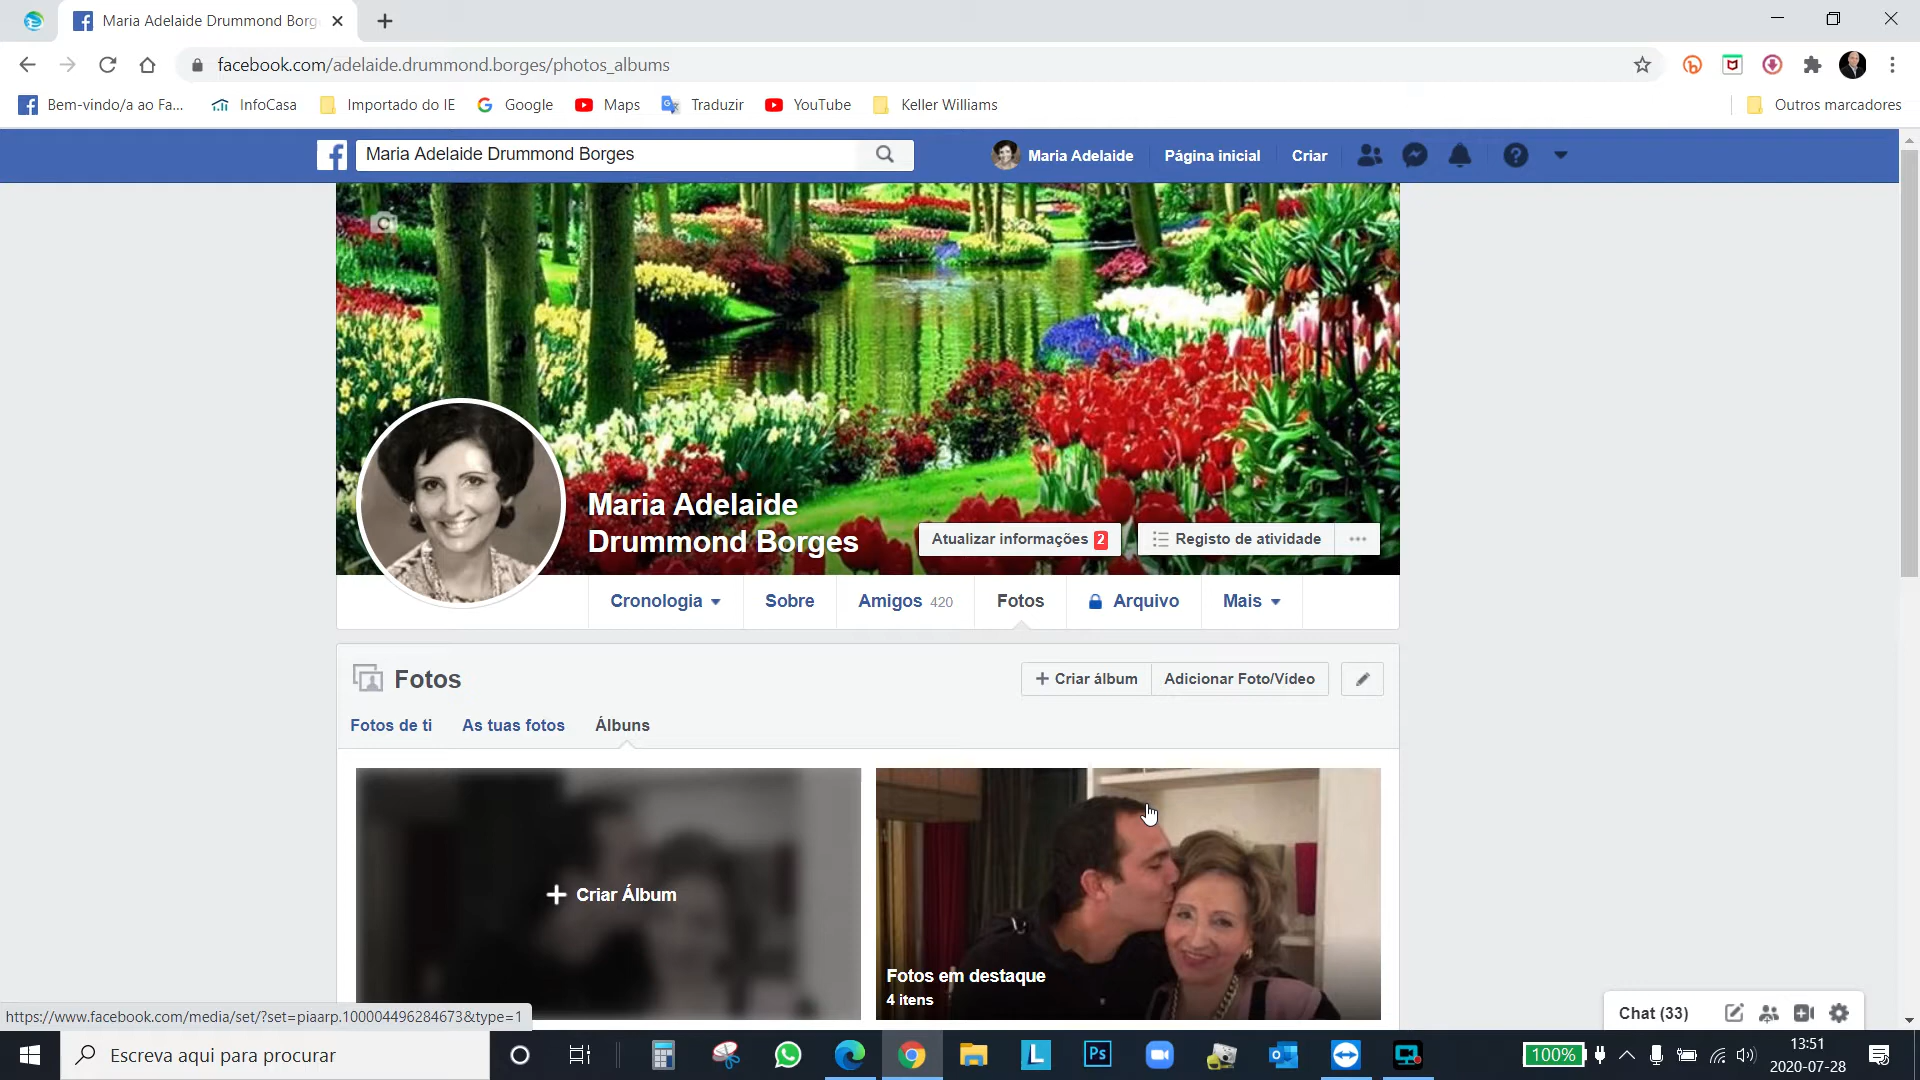 Maria Adelaide Drummond Borg
facebook.com/adelaide.drummond.borges/photos_albums
Bem-vindo/a ao Fa... InfoCasa Importado do IE Google Maps Traduzir YouTube Keller Williams Outros marcadores
Maria Adelaide Drummond Borges
Maria Adelaide Página inicial Criar
Maria Adelaide
Drummond Borges
Atualizar informações 2
Registo de atividade
Cronologia Sobre Amigos 420 Fotos Arquivo Mais
Fotos
+ Criar álbum Adicionar Foto/Vídeo
Fotos de ti As tuas fotos Álbuns
+ Criar Álbum
Fotos em destaque
4 itens
https://www.facebook.com/media/set/?set=piaarp.100004496284673&type=1
Chat (33)
Escreva aqui para procurar
L
Ps
100%
13:51
2020-07-28